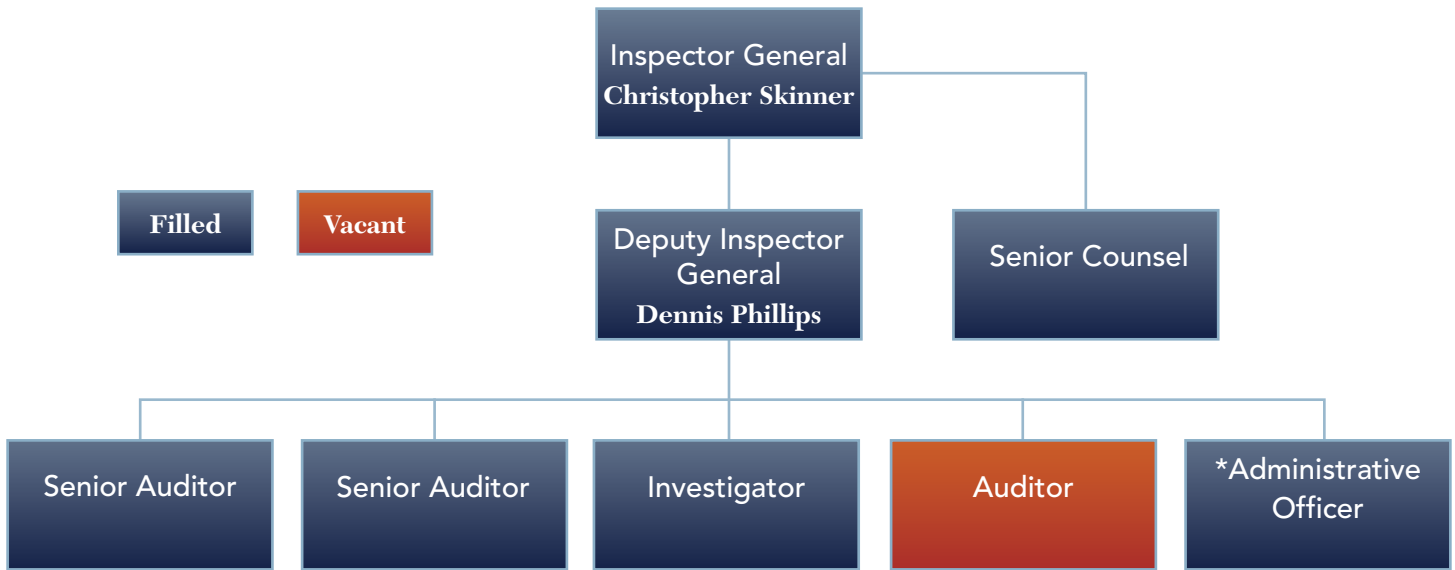 Inspector General
Christopher Skinner
Filled
Vacant
Deputy Inspector
General
Dennis Phillips
Senior Counsel
Senior Auditor
Senior Auditor
Investigator
Auditor
*Administrative
Officer